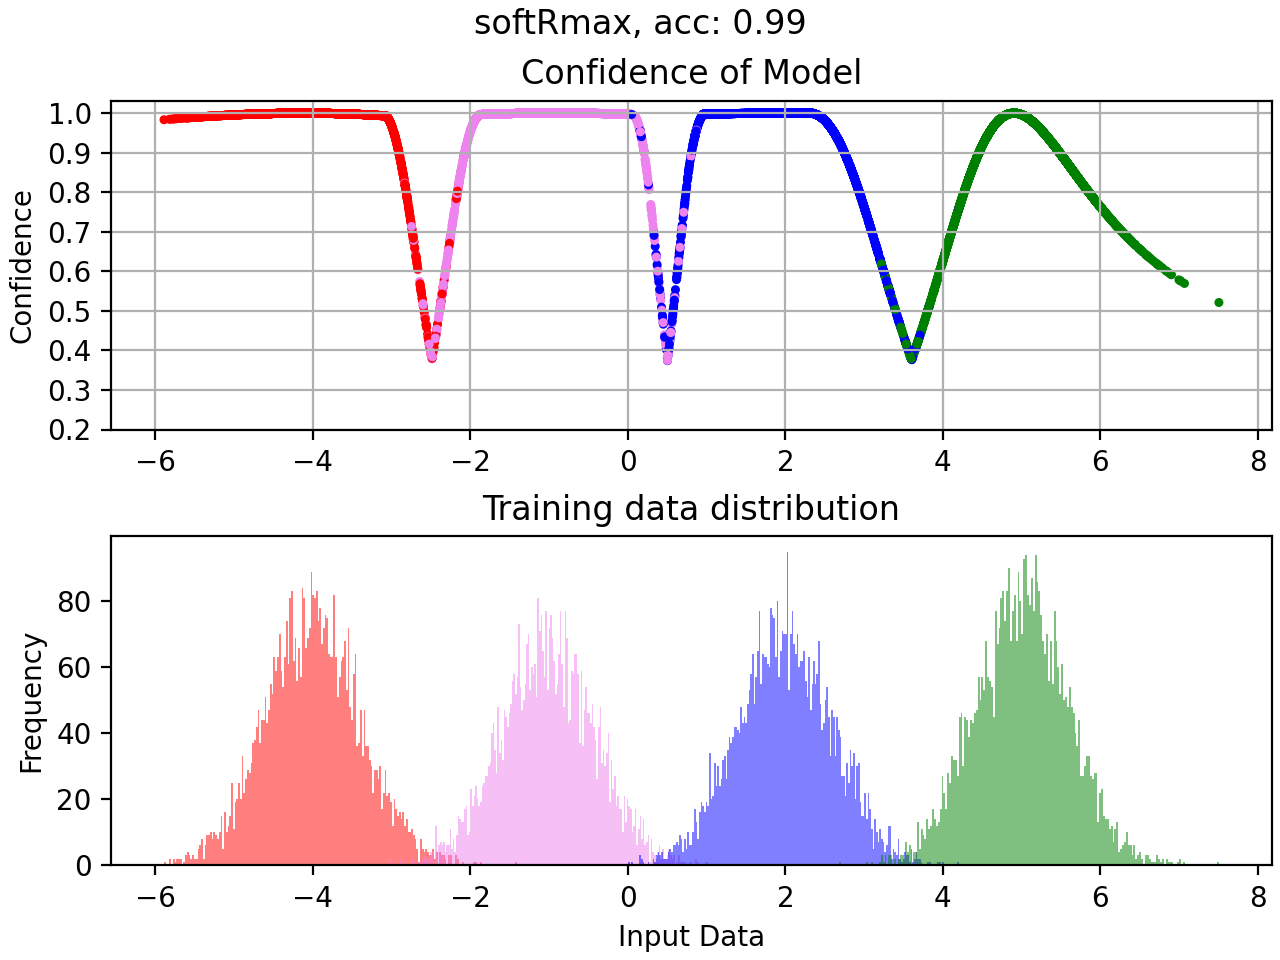 softRmax, acc: 0.99
Confidence of Model
Confidence
1.0
0.9
0.8
0.7
0.6
0.5
0.4
0.3
0.2
−6 −4 −2 0 2 4 6 8
Training data distribution
Frequency
80
60
40
20
0
−6 −4 −2 0 2 4 6 8
Input Data